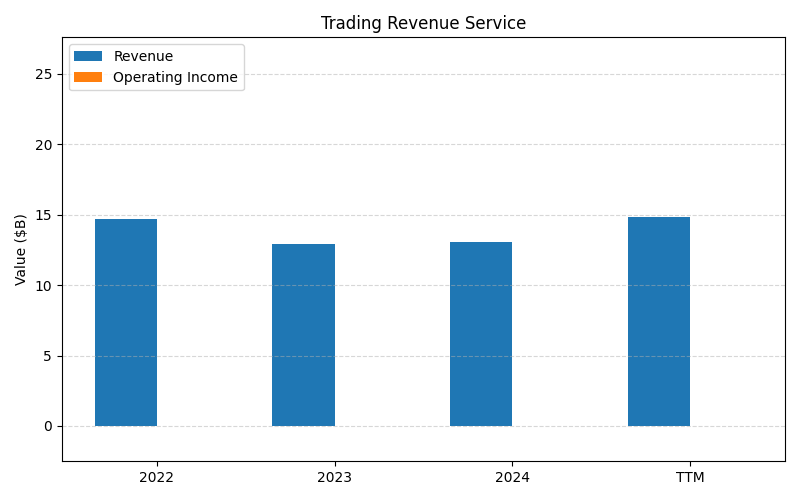 Trading Revenue Service
Revenue
Operating Income
Value ($B)
25
20
15
10
5
0
2022
2023
2024
TTM